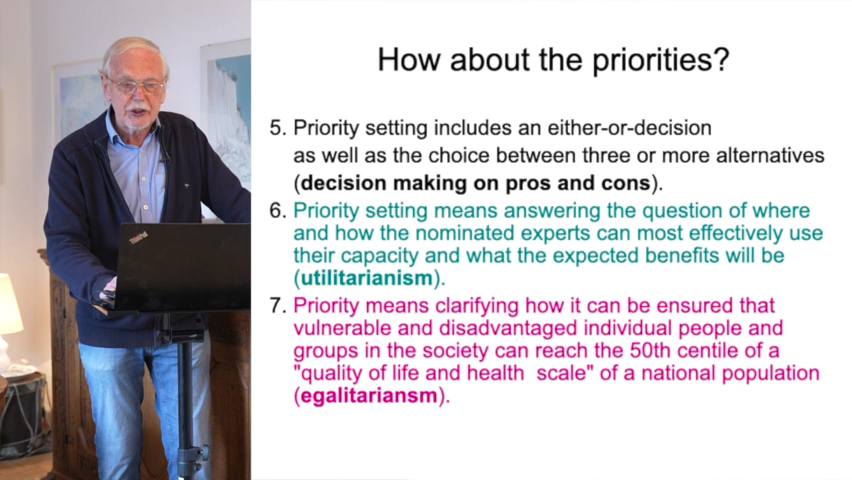 How about the priorities?
5. Priority setting includes an either-or-decision
as well as the choice between three or more alternatives
(decision making on pros and cons).
6. Priority setting means answering the question of where
and how the nominated experts can most effectively use
their capacity and what the expected benefits will be
(utilitarianism).
7. Priority means clarifying how it can be ensured that
vulnerable and disadvantaged individual people and
groups in the society can reach the 50th centile of a
"quality of life and health scale" of a national population
(egalitariansm).
ThinkPad